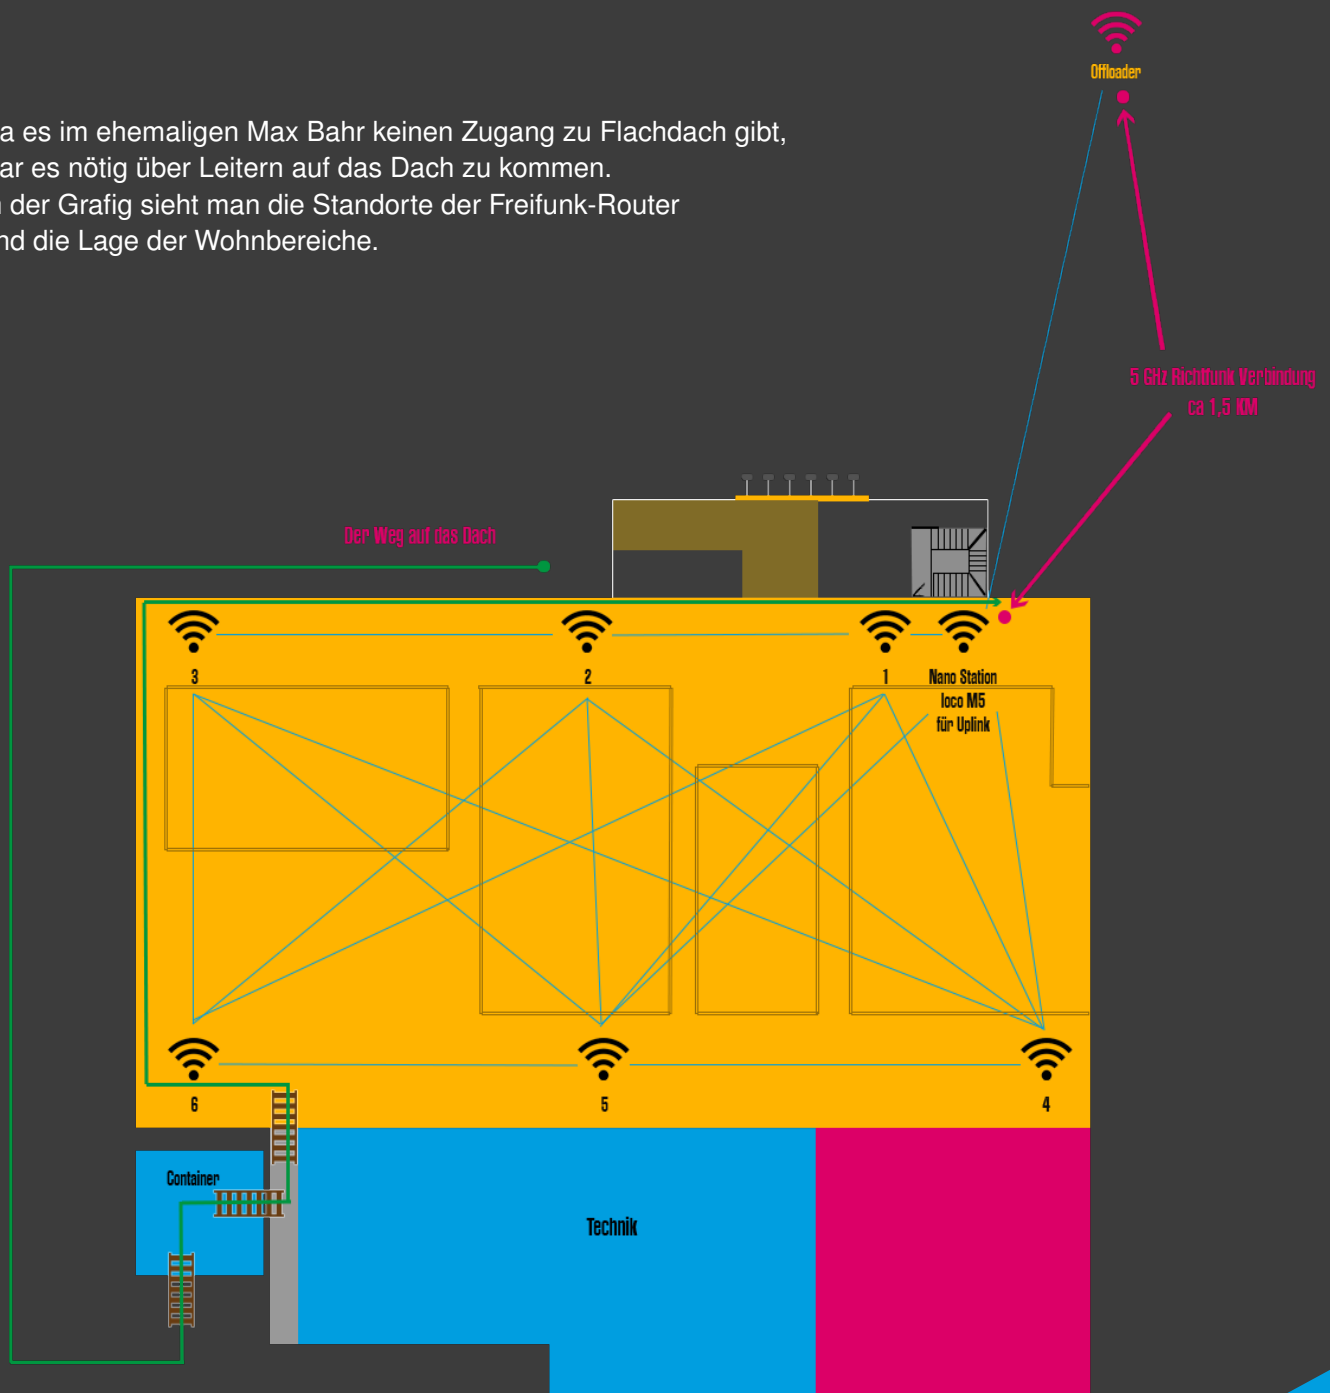 Offloader
a es im ehemaligen Max Bahr keinen Zugang zu Flachdach gibt,
ar es nötig über Leitern auf das Dach zu kommen.
n der Grafig sieht man die Standorte der Freifunk-Router
nd die Lage der Wohnbereiche.
5 GHz Richtfunk Verbindung
ca 1,5 KM
Der Weg auf das Dach
3
2
1
Nano Station
loco M5
für Uplink
6
5
4
Container
Technik